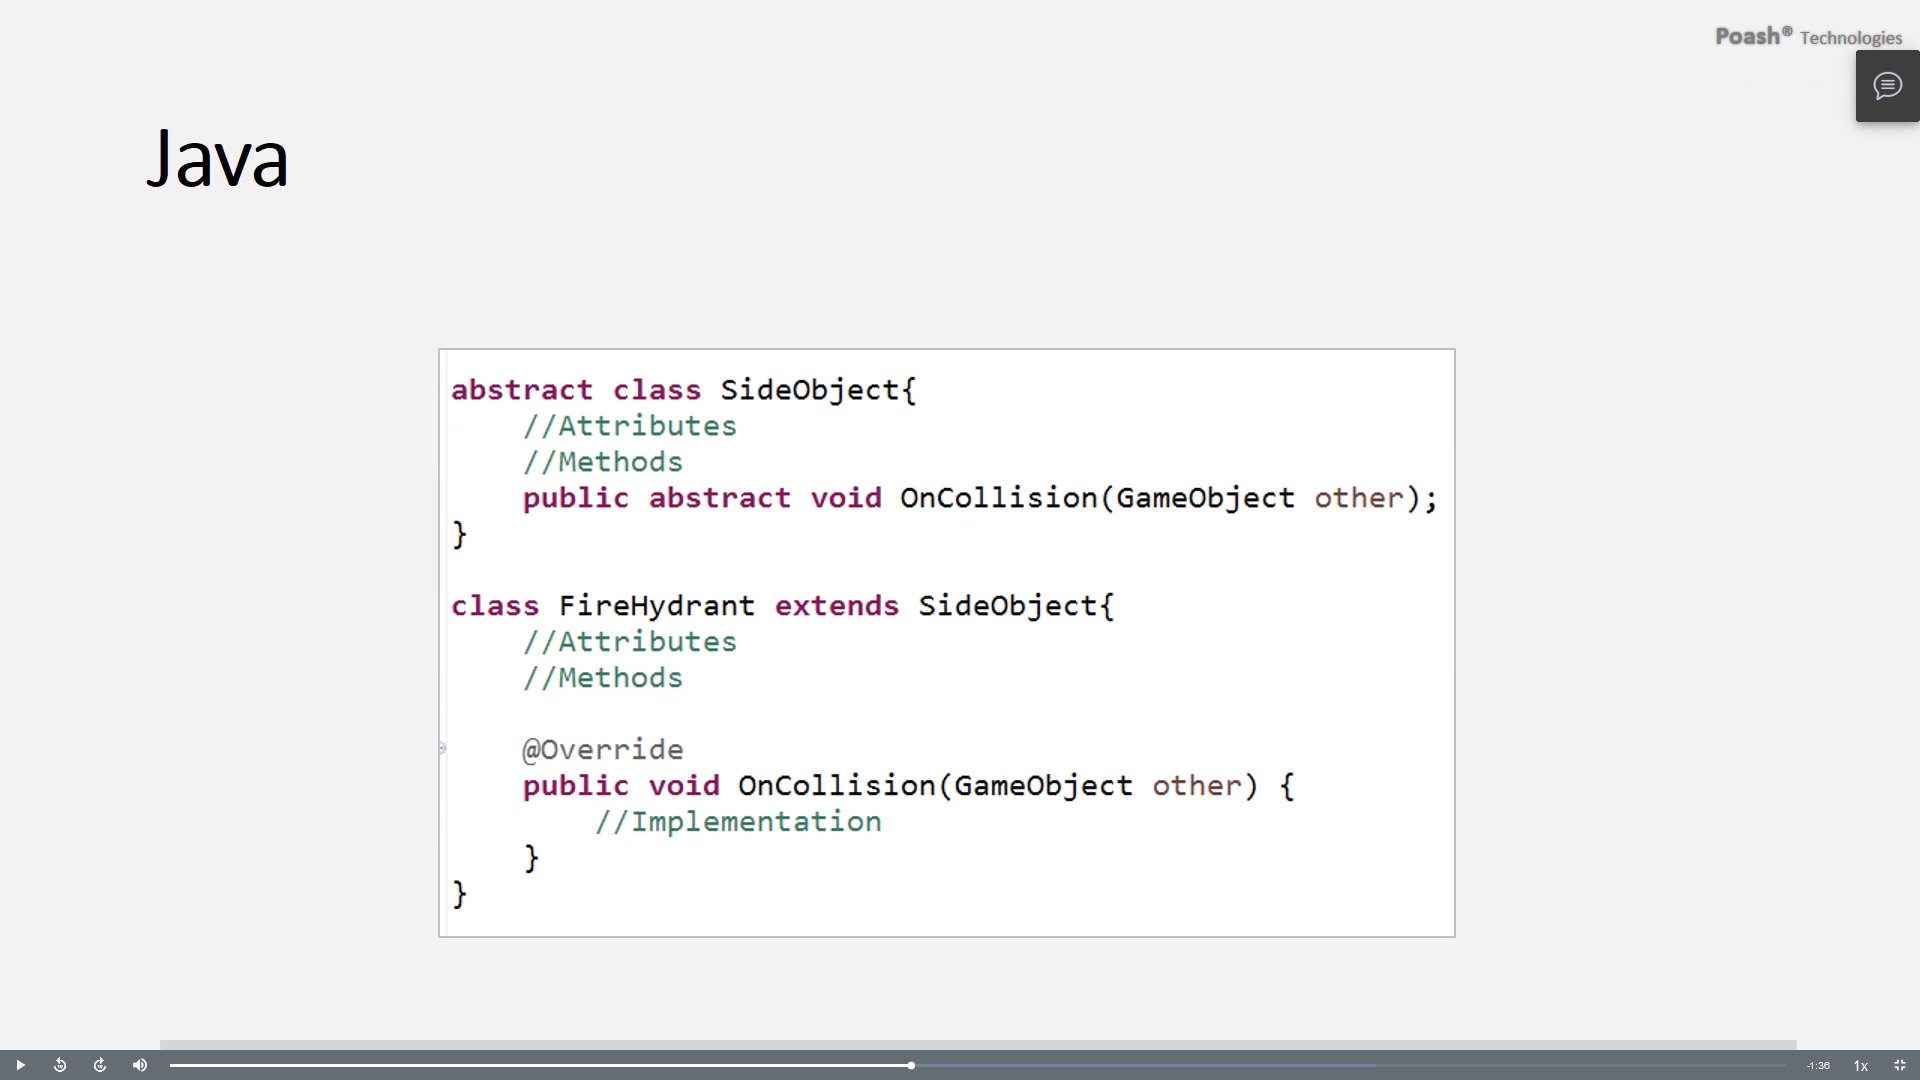 Poash® Technologies
Java
abstract class SideObject{
//Attributes
//Methods
public abstract void OnCollision(GameObject other);
}
class FireHydrant extends SideObject{
//Attributes
//Methods
@Override
public void OnCollision(GameObject other) {
//Implementation
}
}
-1:36 1x